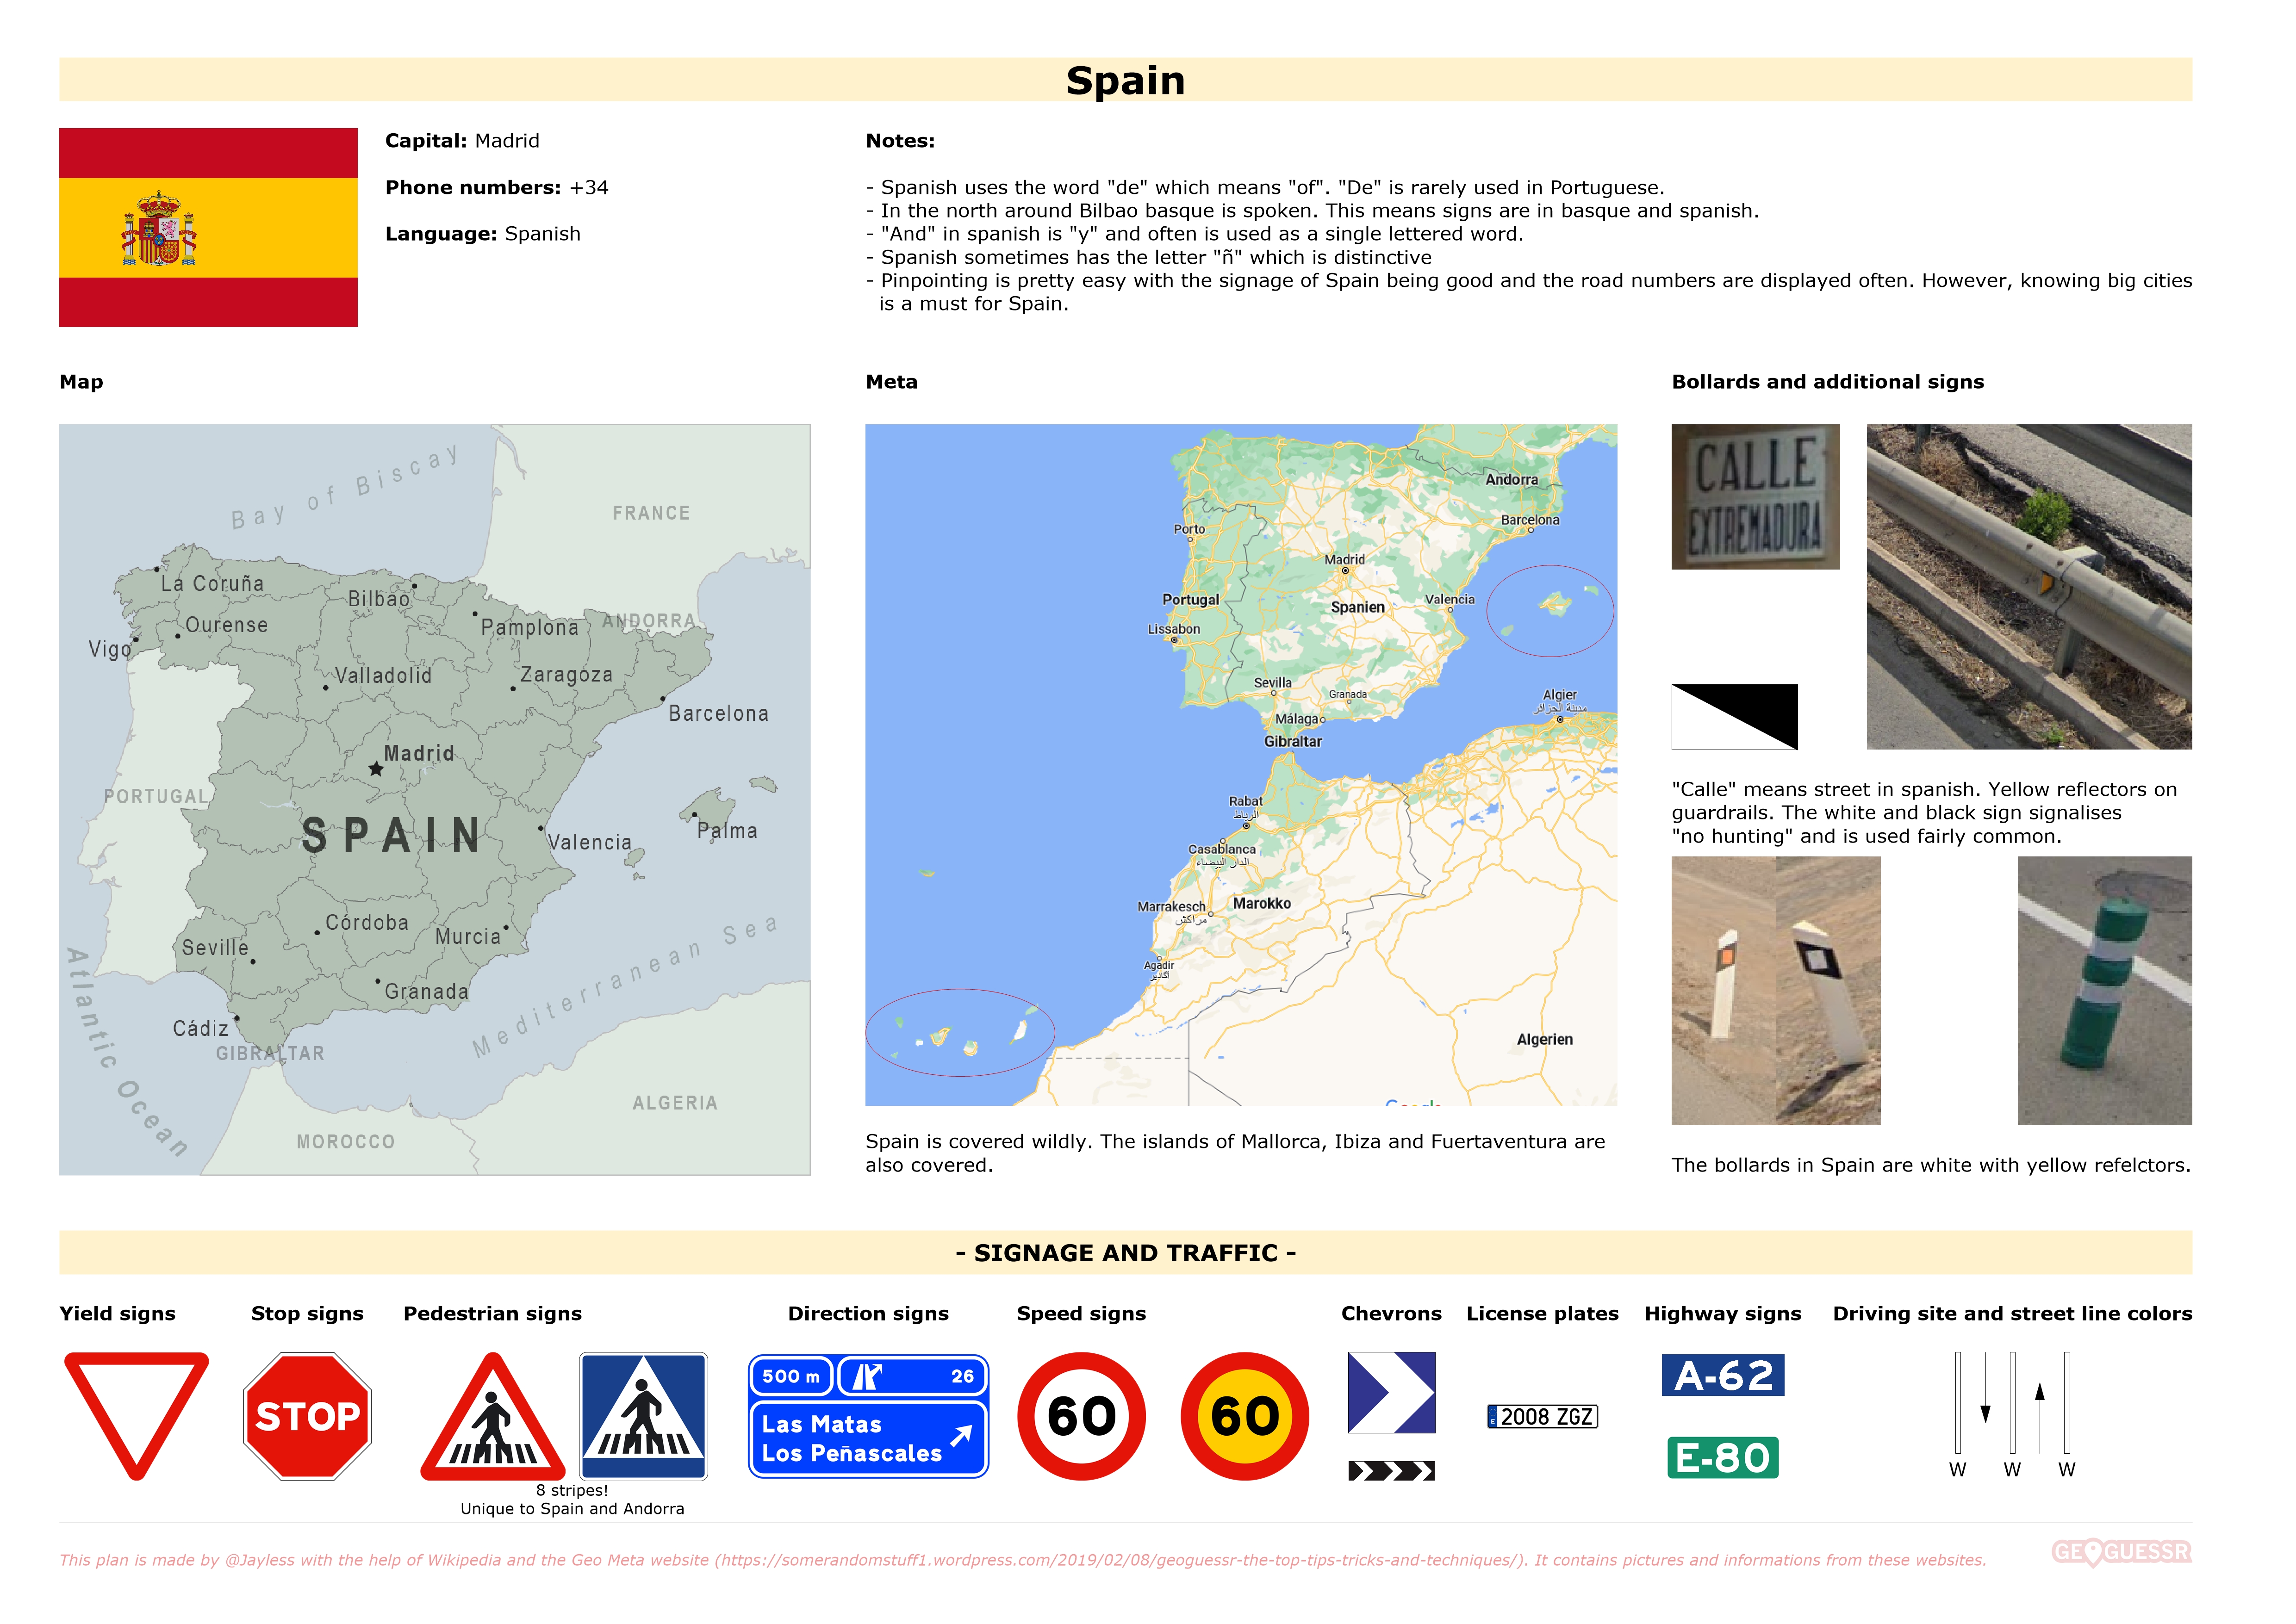 Spain
Capital: Madrid
Phone numbers: +34
Language: Spanish
Notes:
- Spanish uses the word "de" which means "of". "De" is rarely used in Portuguese.
- In the north around Bilbao basque is spoken. This means signs are in basque and spanish.
- "And" in spanish is "y" and often is used as a single lettered word.
- Spanish sometimes has the letter "ñ" which is distinctive
- Pinpointing is pretty easy with the signage of Spain being good and the road numbers are displayed often. However, knowing big cities
is a must for Spain.
Map
Bay of Biscay
FRANCE
La Coruña
Bilbao
Ourense
Pamplona
ANDORRA
Vigo
Valladolid
Zaragoza
Barcelona
Madrid
PORTUGAL
SPAIN
Palma
Valencia
Córdoba
Murcia
Seville
Granada
Cádiz
GIBRALTAR
Mediterranean Sea
Atlantic Ocean
ALGERIA
MOROCCO
Meta
Andorra
Barcelona
Porto
Madrid
Portugal
Spanien
Valencia
Lissabon
Sevilla
Granada
Algier
مدينة الجزائر
Málaga
Gibraltar
Rabat
الرباط
Casablanca
الدار البيضاء
Marrakesch
مراكش
Marokko
Agadir
أكادير
Algerien
Spain is covered wildly. The islands of Mallorca, Ibiza and Fuertaventura are
also covered.
Bollards and additional signs
CALLE
EXTREMADURA
"Calle" means street in spanish. Yellow reflectors on
guardrails. The white and black sign signalises
"no hunting" and is used fairly common.
The bollards in Spain are white with yellow refelctors.
- SIGNAGE AND TRAFFIC -
Yield signs
Stop signs
STOP
Pedestrian signs
8 stripes!
Unique to Spain and Andorra
Direction signs
500 m
26
Las Matas
Los Peñascales
Speed signs
60
60
Chevrons
License plates
E 2008 ZGZ
Highway signs
A-62
E-80
Driving site and street line colors
W W W
This plan is made by @Jayless with the help of Wikipedia and the Geo Meta website (https://somerandomstuff1.wordpress.com/2019/02/08/geoguessr-the-top-tips-tricks-and-techniques/). It contains pictures and informations from these websites.
GEOGUESSR